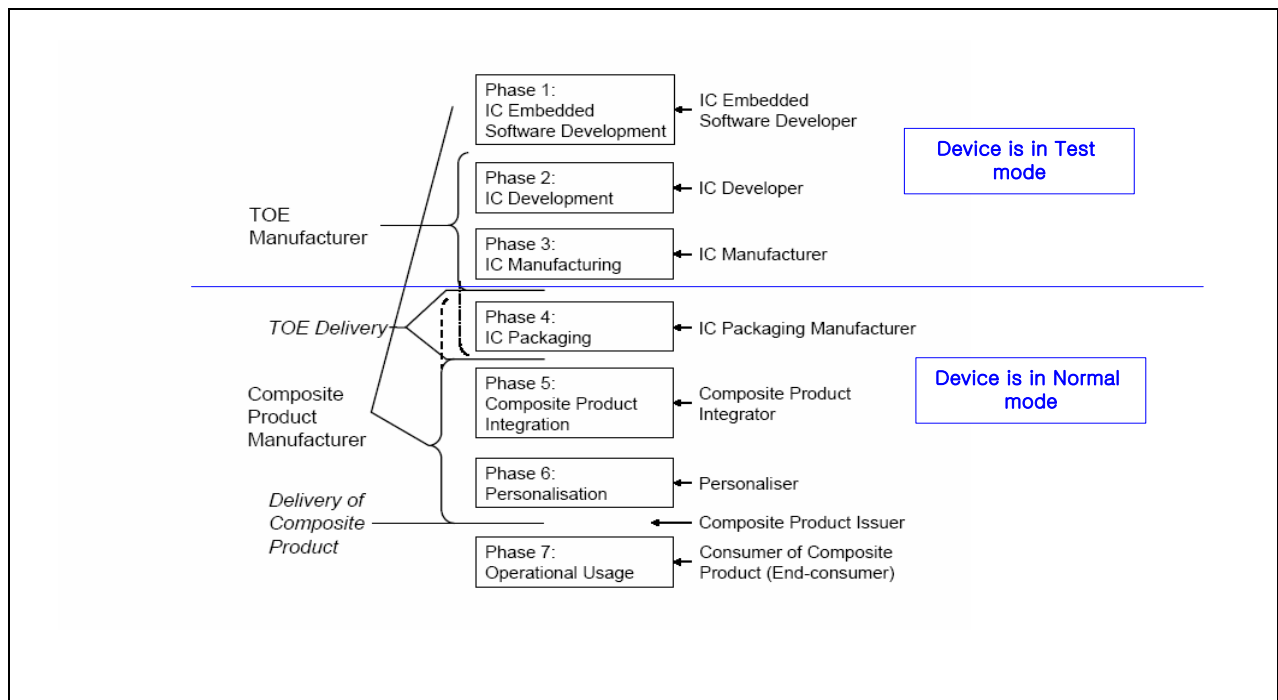 Phase 1:
IC Embedded
Software Development
IC Embedded
Software Developer
Device is in Test
mode
Phase 2:
IC Development
IC Developer
TOE
Manufacturer
Phase 3:
IC Manufacturing
IC Manufacturer
TOE Delivery
Phase 4:
IC Packaging
IC Packaging Manufacturer
Device is in Normal
mode
Composite
Product
Manufacturer
Phase 5:
Composite Product
Integration
Composite Product
Integrator
Phase 6:
Personalisation
Personaliser
Delivery of
Composite
Product
Composite Product Issuer
Phase 7:
Operational Usage
Consumer of Composite
Product (End-consumer)